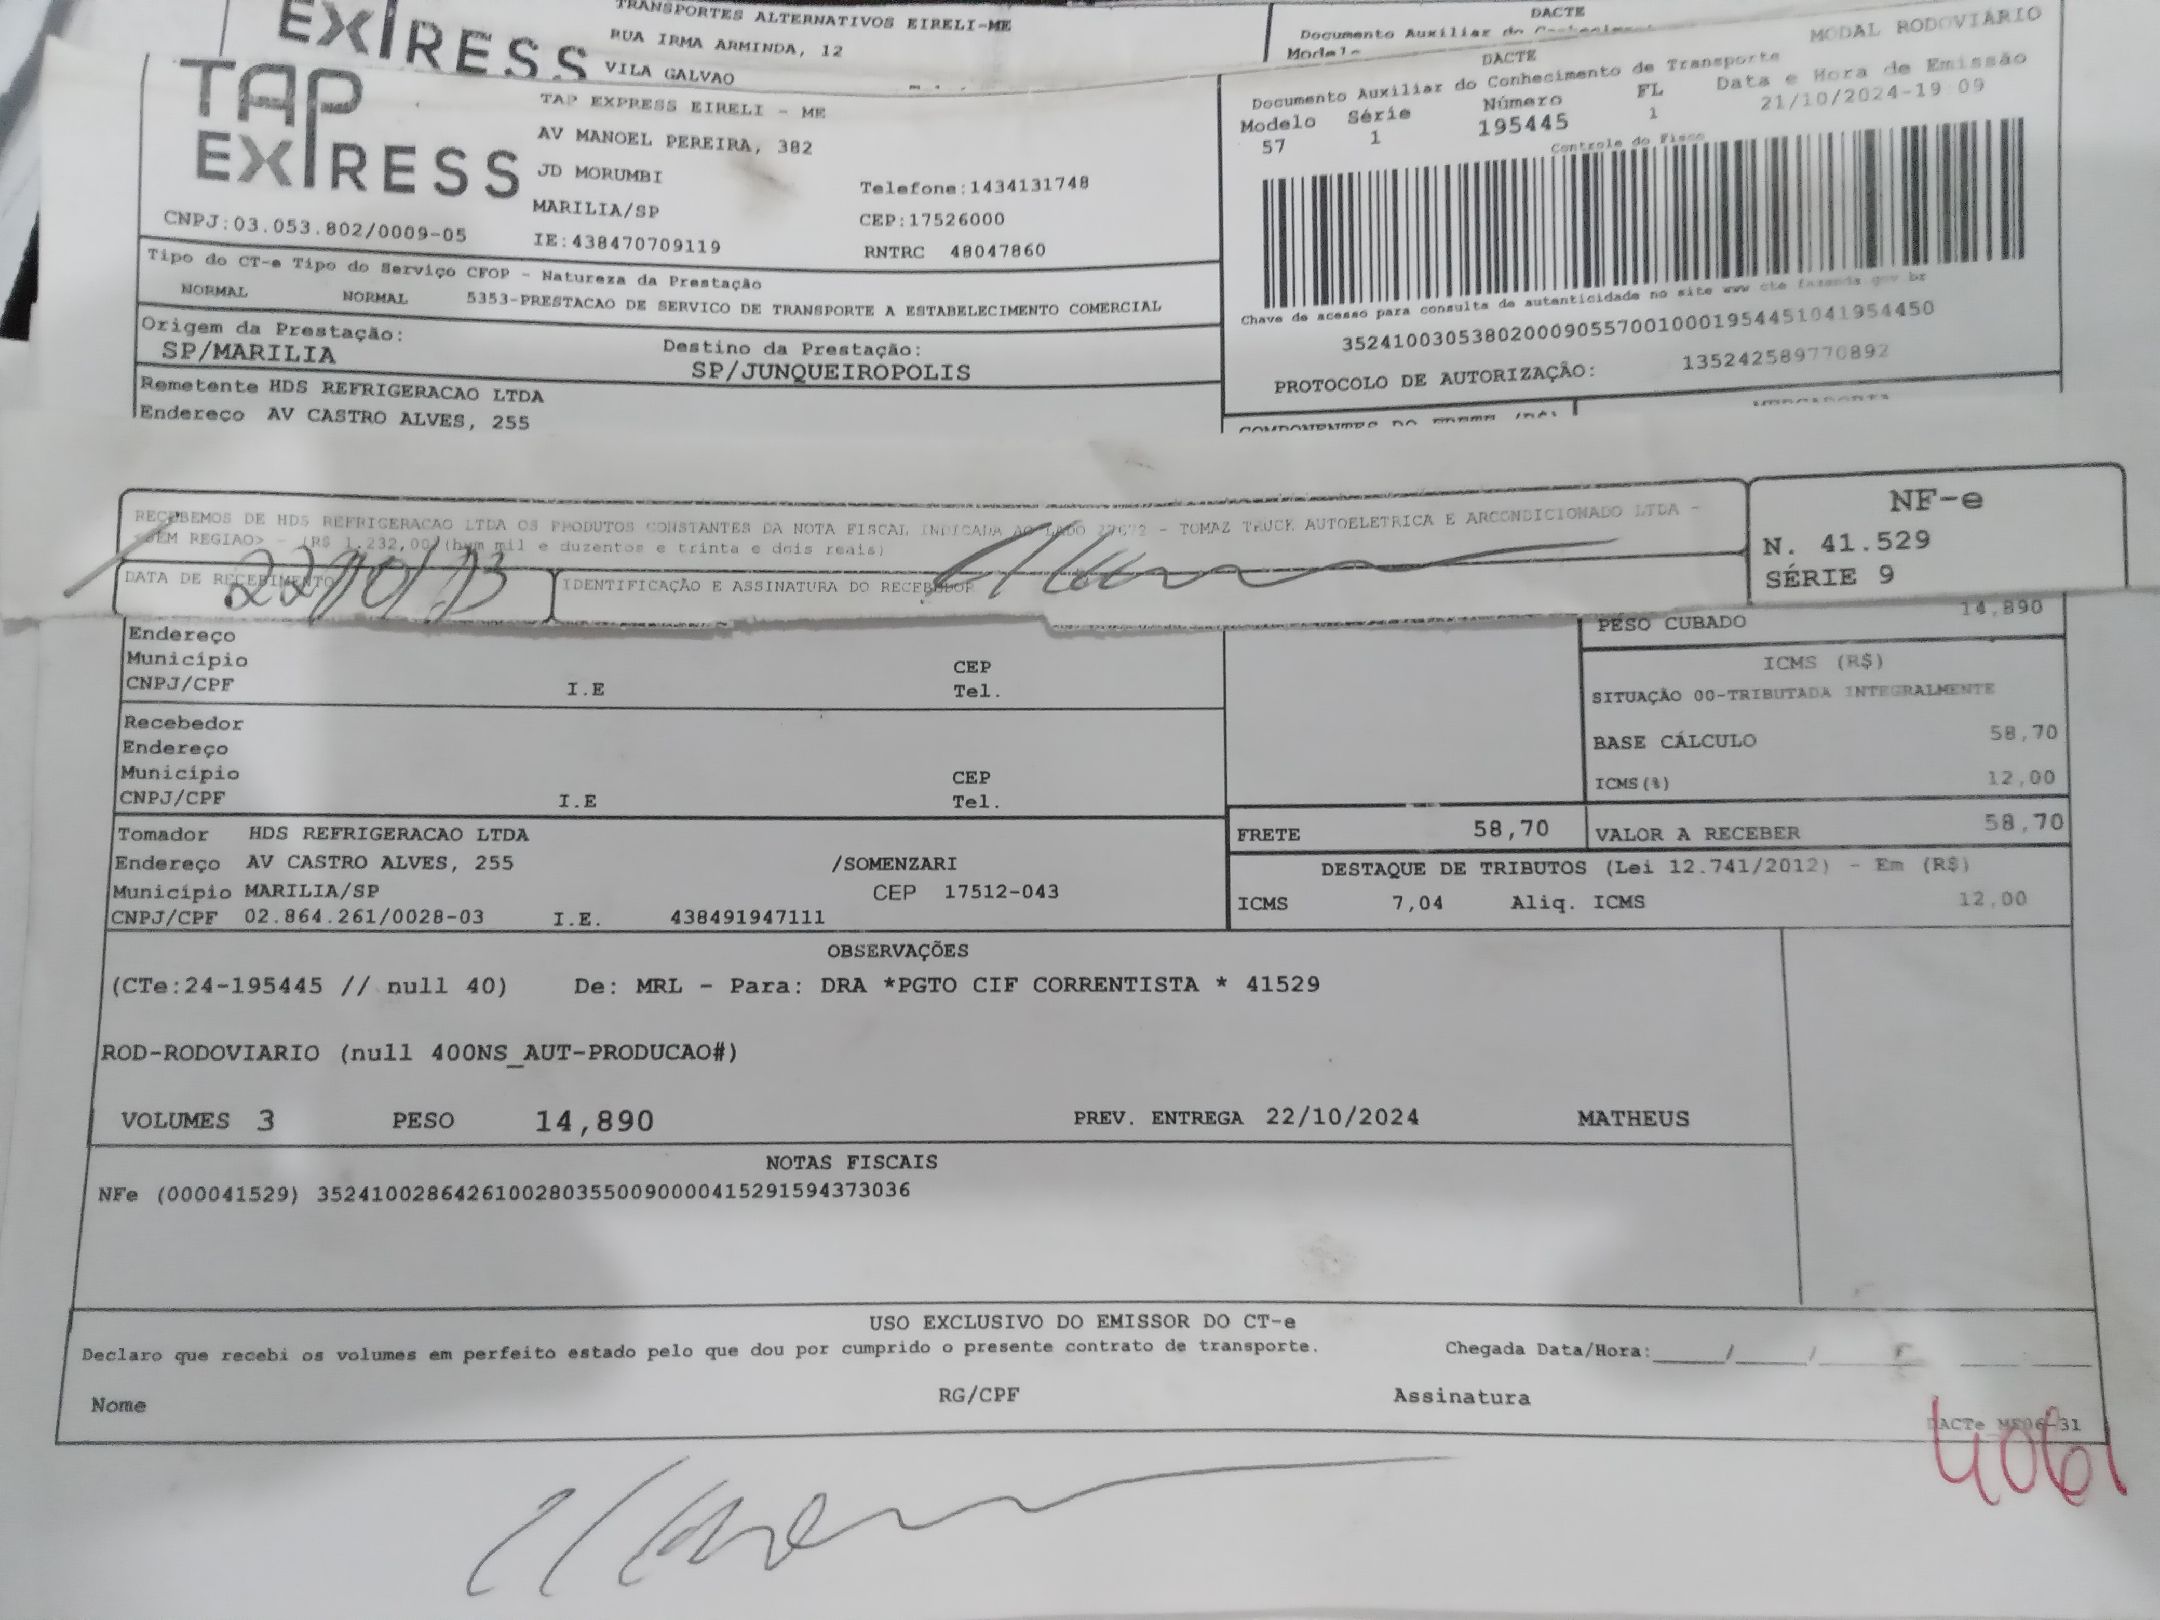 EXPRESS
TRANSPORTES ALTERNATIVOS EIRELI-ME
RUA IRMA ARMINDA, 12
VILA GALVAO
DACTE
Documento Auxiliar do
MODAL RODOVIÁRIO
TAP EXPRESS
TAP EXPRESS EIRELI - ME
AV MANOEL PEREIRA, 382
JD MORUMBI
MARILIA/SP
CNPJ:03.053.802/0009-05
IE:438470709119
Telefone:1434131748
CEP:17526000
RNTRC 48047860
DACTE
Documento Auxiliar do Conhecimento de Transporte
Modelo Série Número FL Data e Hora de Emissão
57 1 195445 1 21/10/2024-19:09
Controle do Fisco
Chave de acesso para consulta de autenticidade no site www cte fazenda gov br
35241003053802000905570010001954451041954450
PROTOCOLO DE AUTORIZAÇÃO: 135242589770892
Tipo do CT-e Tipo do Serviço CFOP - Natureza da Prestação
NORMAL NORMAL 5353-PRESTACAO DE SERVICO DE TRANSPORTE A ESTABELECIMENTO COMERCIAL
Origem da Prestação: Destino da Prestação:
SP/MARILIA SP/JUNQUEIROPOLIS
Remetente HDS REFRIGERACAO LTDA
Endereço AV CASTRO ALVES, 255
RECEBEMOS DE HDS REFRIGERACAO LTDA OS PRODUTOS CONSTANTES DA NOTA FISCAL INDICADA AO LADO - TOMAZ TRUCK AUTOELETRICA E ARCONDICIONADO LTDA -
<SEM REGIAO> - (R$ 1.232,00)(hum mil e duzentos e trinta e dois reais)
DATA DE RECEBIMENTO
IDENTIFICAÇÃO E ASSINATURA DO RECEBEDOR
NF-e
N. 41.529
SÉRIE 9
PESO CUBADO 14,890
Endereço
Município CEP
CNPJ/CPF I.E Tel.
Recebedor
Endereço
Município CEP
CNPJ/CPF I.E Tel.
ICMS (R$)
SITUAÇÃO 00-TRIBUTADA INTEGRALMENTE
BASE CÁLCULO 58,70
ICMS(%) 12,00
FRETE 58,70 VALOR A RECEBER 58,70
Tomador HDS REFRIGERACAO LTDA
Endereço AV CASTRO ALVES, 255 /SOMENZARI
Município MARILIA/SP CEP 17512-043
CNPJ/CPF 02.864.261/0028-03 I.E. 438491947111
DESTAQUE DE TRIBUTOS (Lei 12.741/2012) - Em (R$)
ICMS 7,04 Aliq. ICMS 12,00
OBSERVAÇÕES
(CTe:24-195445 // null 40) De: MRL - Para: DRA *PGTO CIF CORRENTISTA * 41529
ROD-RODOVIARIO (null 400NS_AUT-PRODUCAO#)
VOLUMES 3 PESO 14,890 PREV. ENTREGA 22/10/2024 MATHEUS
NOTAS FISCAIS
NFe (000041529) 35241002864261002803550090000415291594373036
USO EXCLUSIVO DO EMISSOR DO CT-e
Declaro que recebi os volumes em perfeito estado pelo que dou por cumprido o presente contrato de transporte. Chegada Data/Hora:
Nome RG/CPF Assinatura